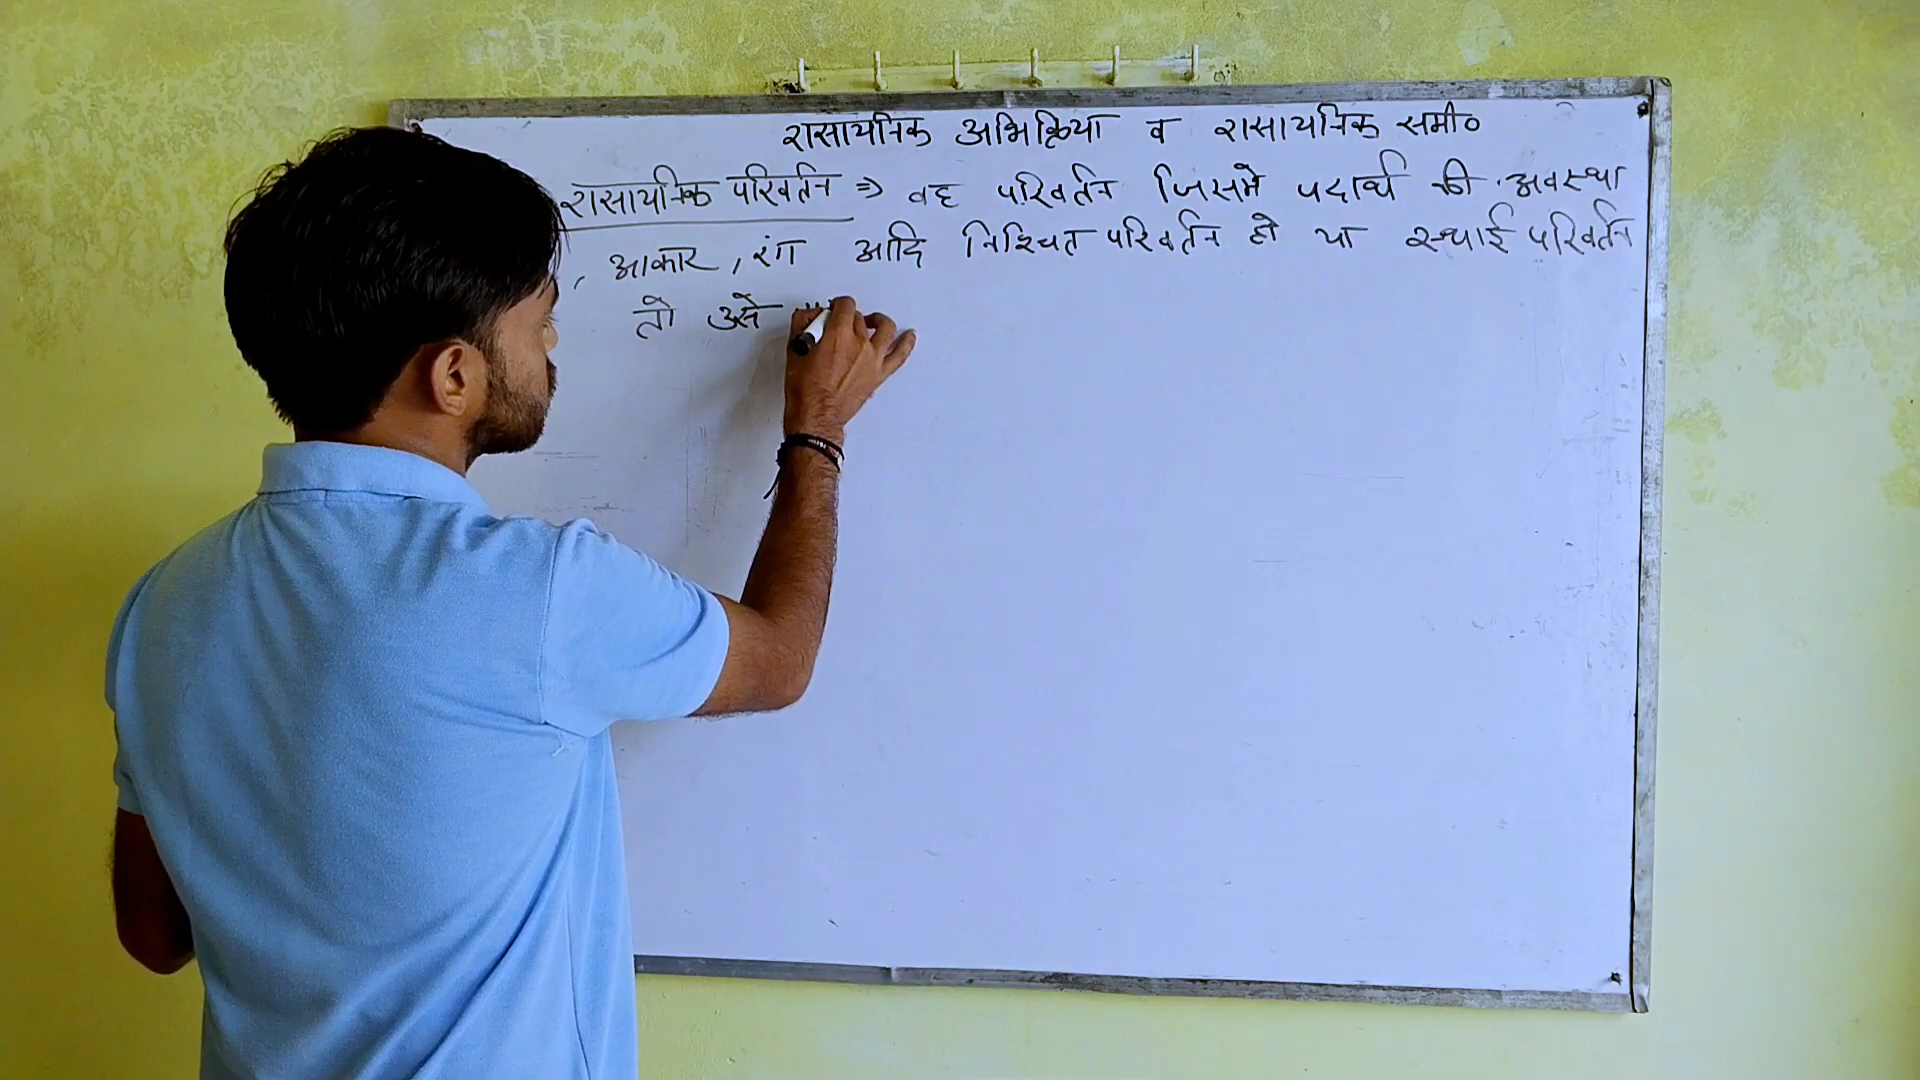 रासायनिक अभिक्रिया व रासायनिक समी०
रासायनिक परिवर्तन ⇒ वह परिवर्तन जिसमे पदार्थ की अवस्था
, आकार, रंग आदि निश्चित परिवर्तन हो या स्थाई परिवर्तन
तो उसे